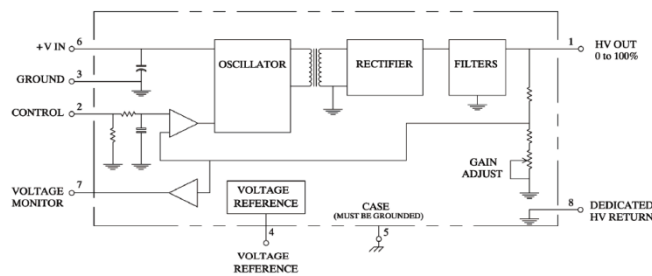 +V IN
6
GROUND
3
CONTROL
2
VOLTAGE
MONITOR
7
OSCILLATOR
RECTIFIER
FILTERS
1
HV OUT
0 to 100%
GAIN
ADJUST
VOLTAGE
REFERENCE
4
VOLTAGE
REFERENCE
CASE
(MUST BE GROUNDED)
5
8
DEDICATED
HV RETURN